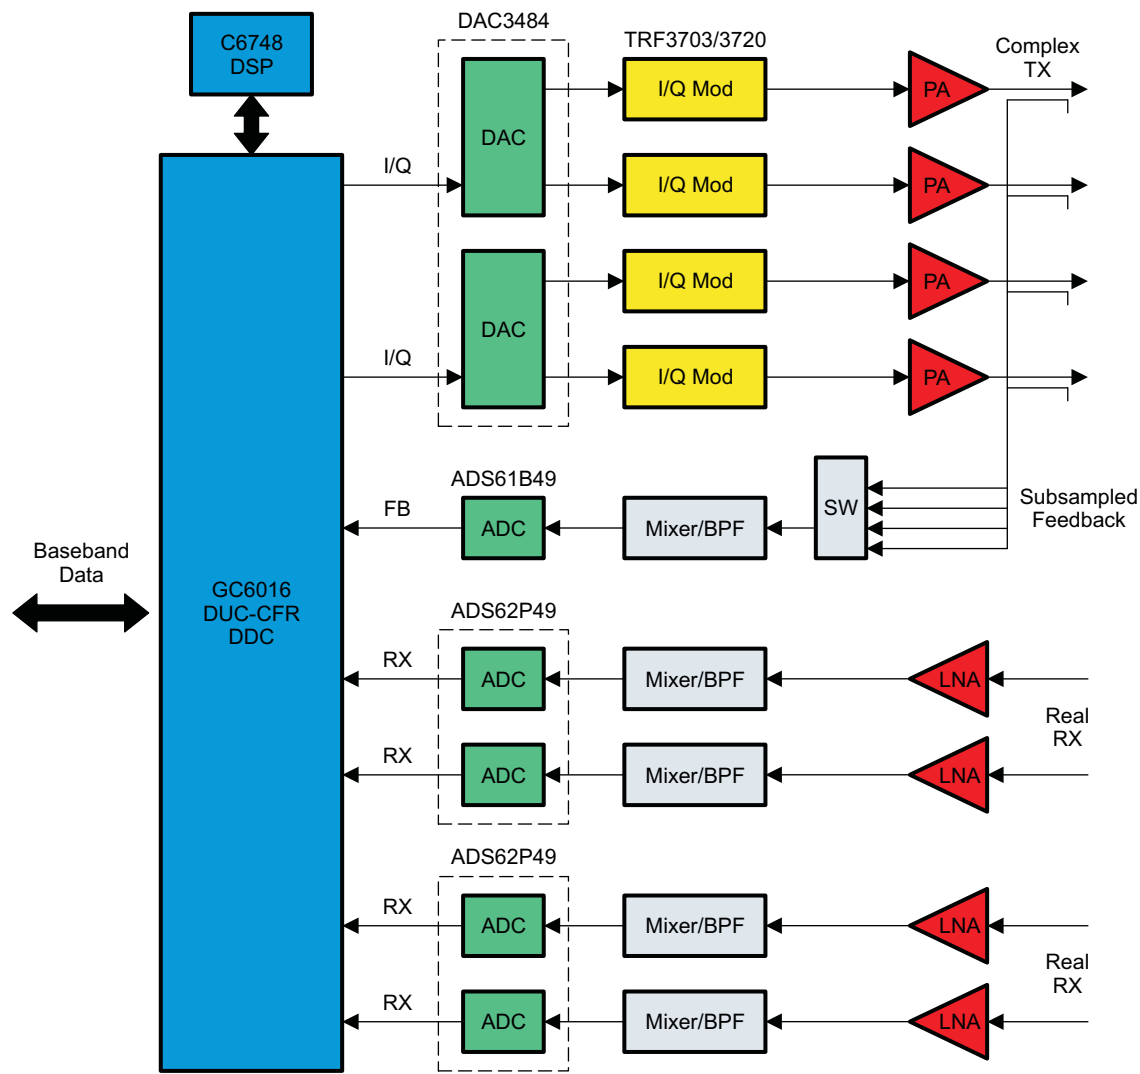 C6748
DSP
DAC3484
TRF3703/3720
Complex
TX
I/Q
DAC
I/Q Mod
PA
I/Q Mod
PA
I/Q
DAC
I/Q Mod
PA
I/Q Mod
PA
ADS61B49
FB
ADC
Mixer/BPF
SW
Subsampled
Feedback
Baseband
Data
GC6016
DUC-CFR
DDC
ADS62P49
RX
ADC
Mixer/BPF
LNA
Real
RX
RX
ADC
Mixer/BPF
LNA
ADS62P49
RX
ADC
Mixer/BPF
LNA
Real
RX
RX
ADC
Mixer/BPF
LNA